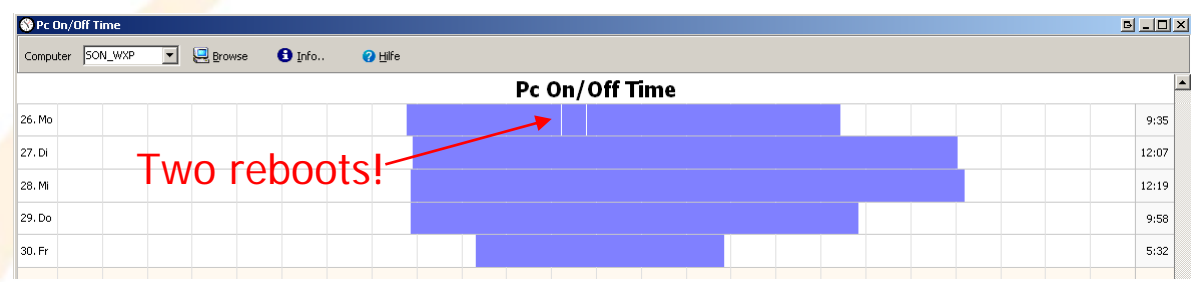 Pc On/Off Time
Computer SON_WXP Browse Info.. Hilfe
Pc On/Off Time
26. Mo 9:35
27. Di 12:07
Two reboots!
28. Mi 12:19
29. Do 9:58
30. Fr 5:32